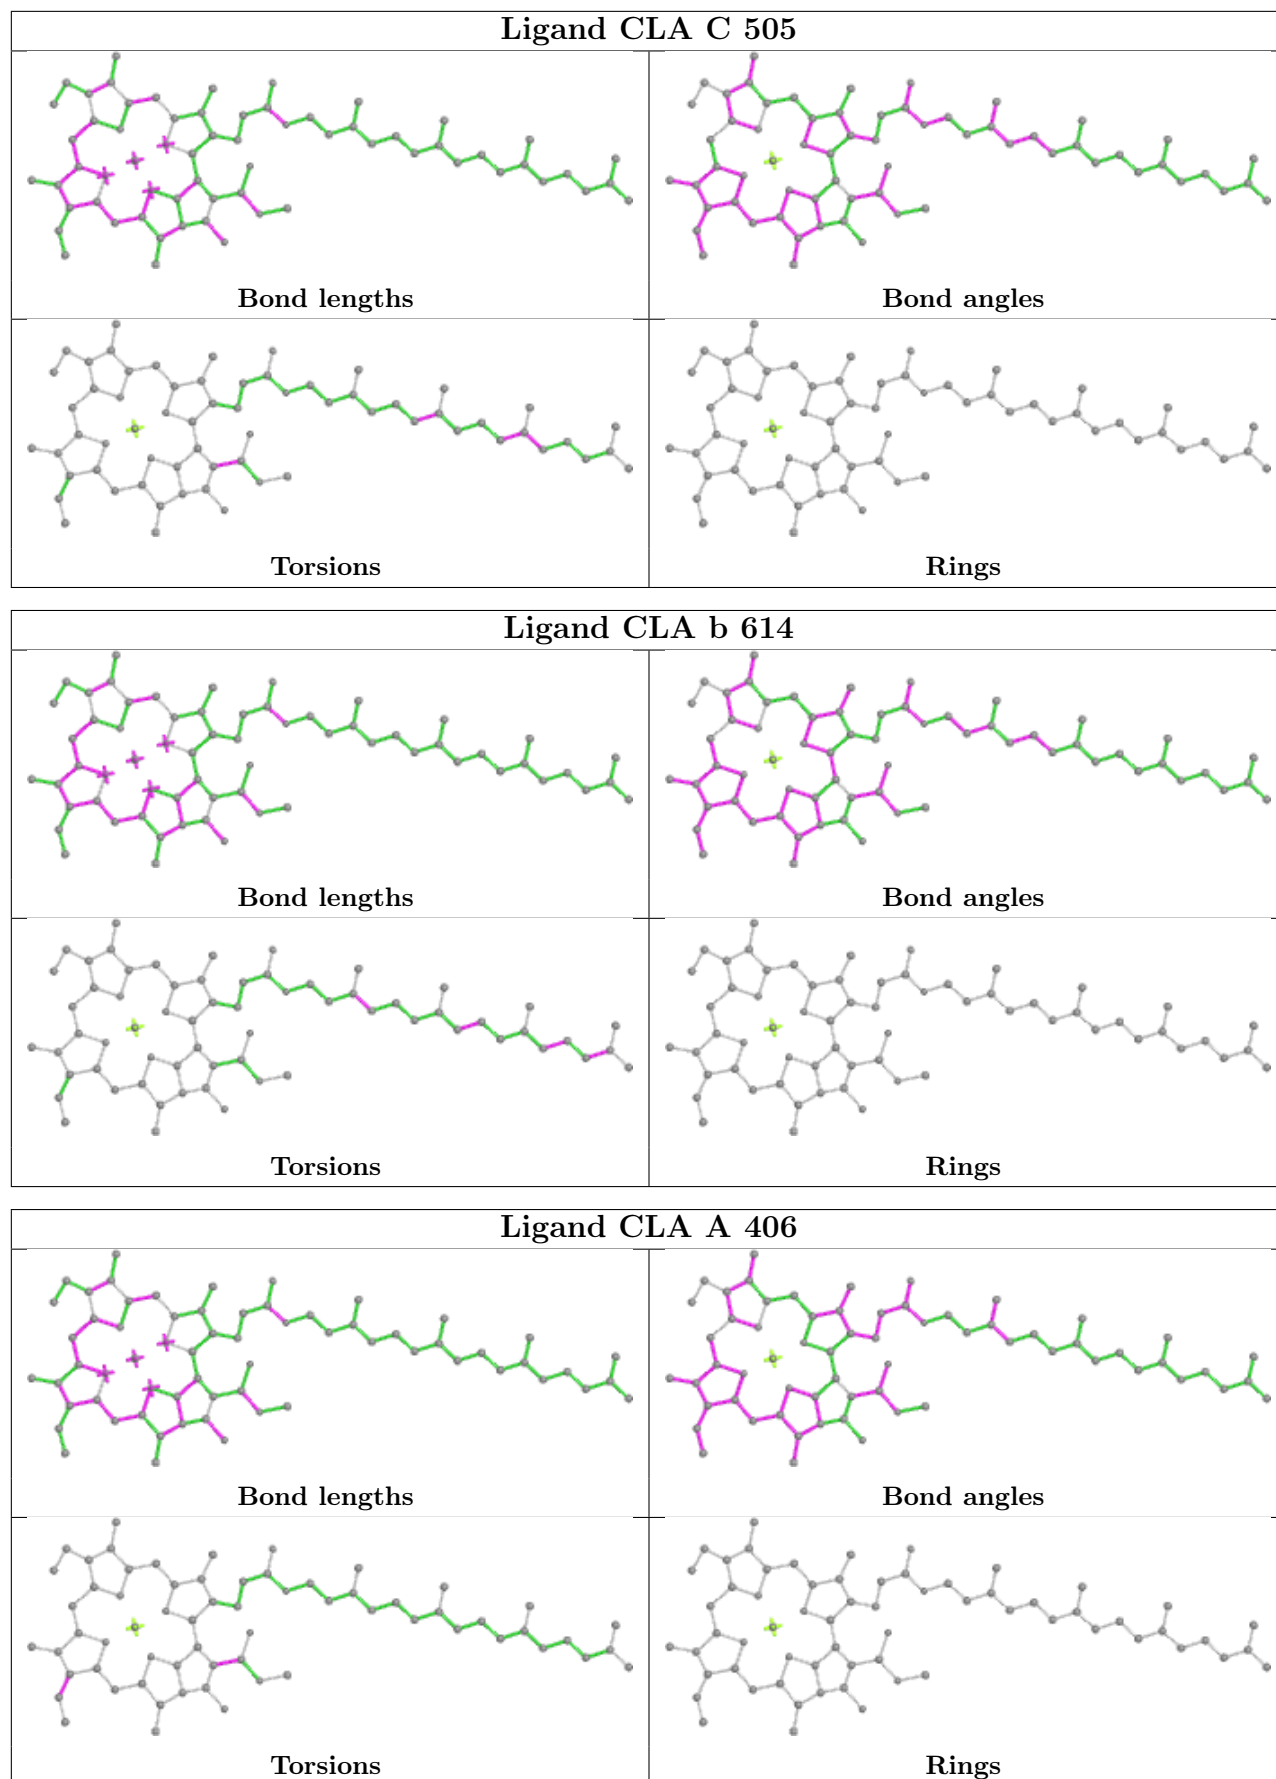 Ligand CLA C 505
Bond lengths
Bond angles
Torsions
Rings
Ligand CLA b 614
Bond lengths
Bond angles
Torsions
Rings
Ligand CLA A 406
Bond lengths
Bond angles
Torsions
Rings